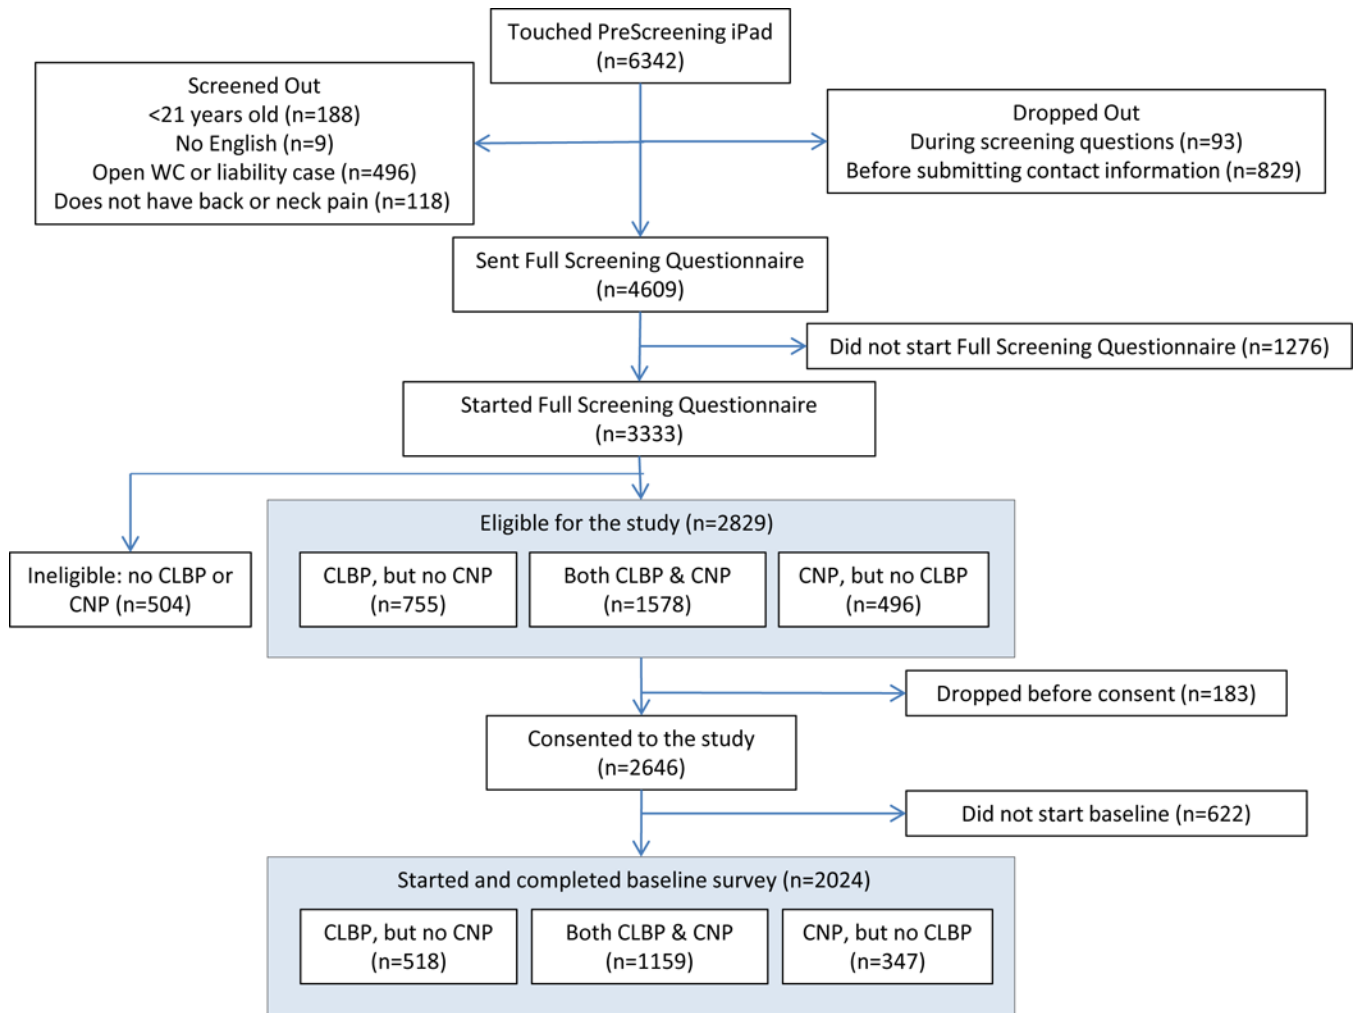 Touched PreScreening iPad
(n=6342)
Screened Out
<21 years old (n=188)
No English (n=9)
Open WC or liability case (n=496)
Does not have back or neck pain (n=118)
Dropped Out
During screening questions (n=93)
Before submitting contact information (n=829)
Sent Full Screening Questionnaire
(n=4609)
Did not start Full Screening Questionnaire (n=1276)
Started Full Screening Questionnaire
(n=3333)
Eligible for the study (n=2829)
Ineligible: no CLBP or
CNP (n=504)
CLBP, but no CNP
(n=755)
Both CLBP & CNP
(n=1578)
CNP, but no CLBP
(n=496)
Dropped before consent (n=183)
Consented to the study
(n=2646)
Did not start baseline (n=622)
Started and completed baseline survey (n=2024)
CLBP, but no CNP
(n=518)
Both CLBP & CNP
(n=1159)
CNP, but no CLBP
(n=347)